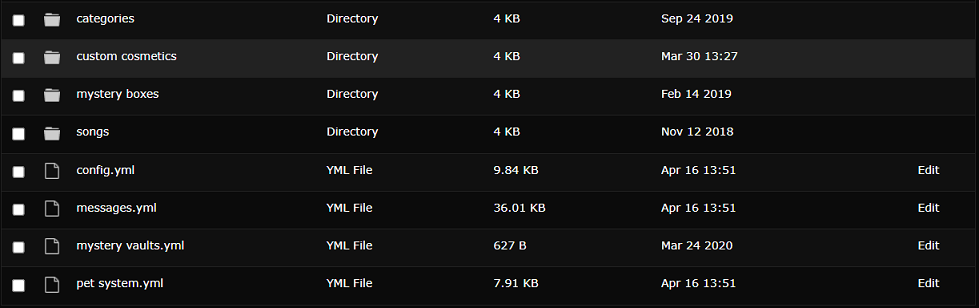 categories Directory 4 KB Sep 24 2019
custom cosmetics Directory 4 KB Mar 30 13:27
mystery boxes Directory 4 KB Feb 14 2019
songs Directory 4 KB Nov 12 2018
config.yml YML File 9.84 KB Apr 16 13:51 Edit
messages.yml YML File 36.01 KB Apr 16 13:51 Edit
mystery vaults.yml YML File 627 B Mar 24 2020 Edit
pet system.yml YML File 7.91 KB Apr 16 13:51 Edit